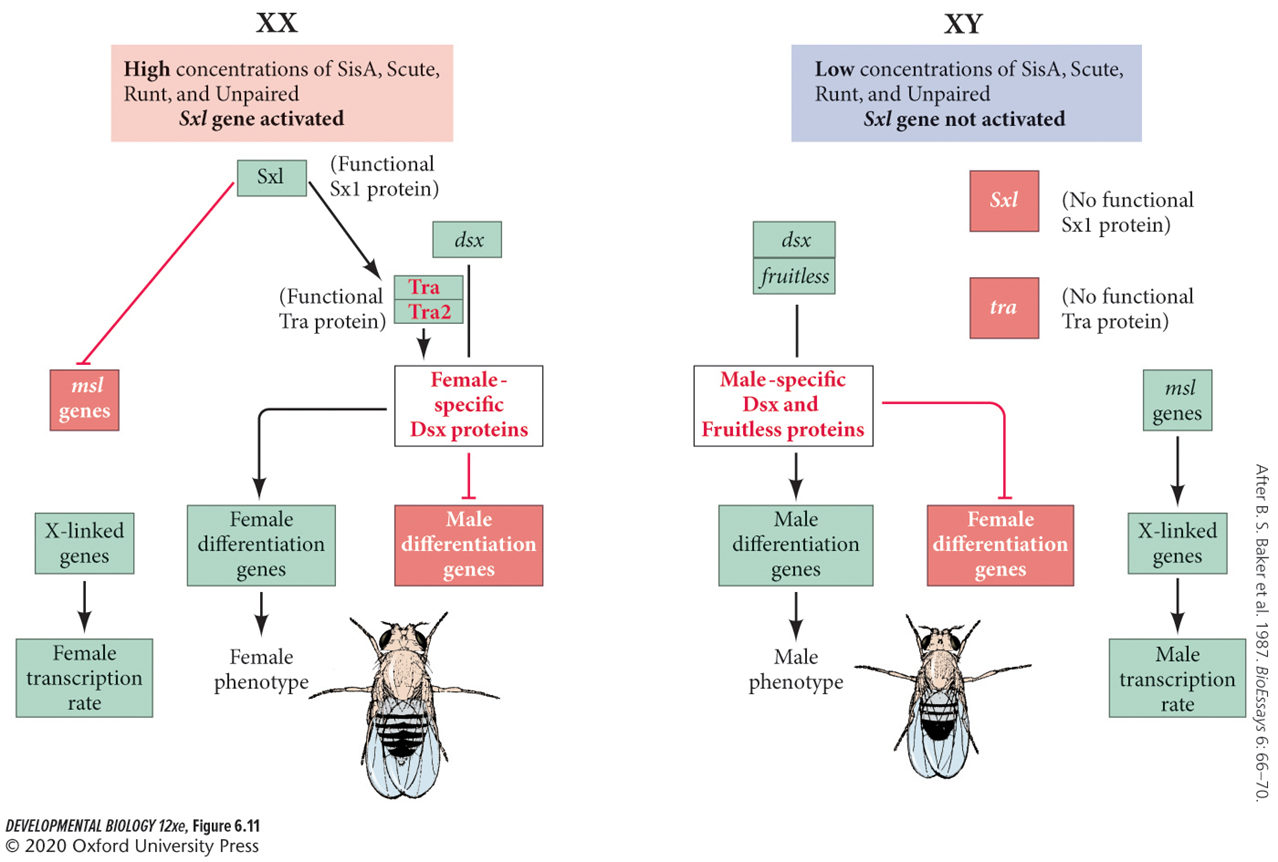 XX
High concentrations of SisA, Scute,
Runt, and Unpaired
Sxl gene activated
Sxl
(Functional
Sx1 protein)
dsx
(Functional
Tra protein)
Tra
Tra2
msl
genes
Female-
specific
Dsx proteins
X-linked
genes
Female
differentiation
genes
Male
differentiation
genes
Female
transcription
rate
Female
phenotype
XY
Low concentrations of SisA, Scute,
Runt, and Unpaired
Sxl gene not activated
Sxl
(No functional
Sx1 protein)
dsx
fruitless
tra
(No functional
Tra protein)
Male-specific
Dsx and
Fruitless proteins
msl
genes
Male
differentiation
genes
Female
differentiation
genes
X-linked
genes
Male
phenotype
Male
transcription
rate
After B. S. Baker et al. 1987. BioEssays 6: 66–70.
DEVELOPMENTAL BIOLOGY 12xe, Figure 6.11
© 2020 Oxford University Press